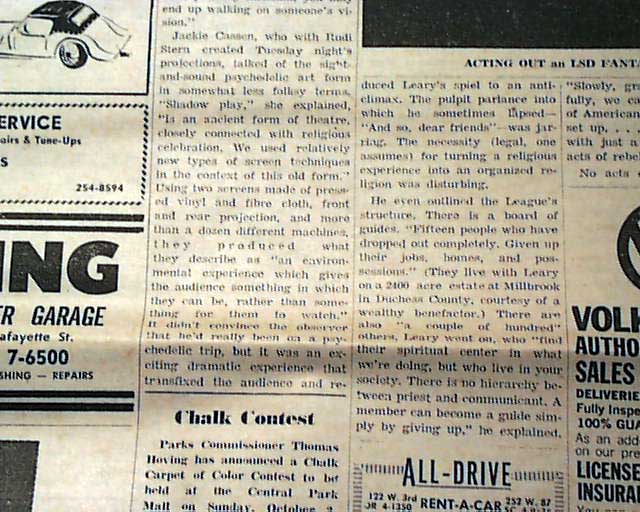 ERVICE
airs & Tune-Ups
S
254-8594
ING
ER GARAGE
afayette St.
7-6500
SHING — REPAIRS
end up walking on someone's vi-
sion."
Jackie Cassen, who with Rudi
Stern created Tuesday night's
projections, talked of the sight-
and-sound psychedelic art form
in somewhat less folksy terms.
"Shadow play," she explained,
"is an ancient form of theatre,
closely connected with religious
celebration. We used relatively
new types of screen techniques
in the context of this old form."
Using two screens made of press-
ed vinyl and fibre cloth, front
and rear projection, and more
than a dozen different machines,
they produced what
they describe as "an environ-
mental experience which gives
the audience something in which
they can be, rather than some-
thing for them to watch."
It didn't convince the observer
that he'd really been on a psy-
chedelic trip, but it was an ex-
citing dramatic experience that
transfixed the audience and re-
Chalk Contest
Parks Commissioner Thomas
Hoving has announced a Chalk
Carpet of Color Contest to be
held at the Central Park
Mall on Sunday, October 2
ACTING OUT an LSD FANTA
duced Leary's spiel to an anti-
climax. The pulpit parlance into
which he sometimes lapsed—
"And so, dear friends"—was jar-
ring. The necessity (legal, one
assumes) for turning a religious
experience into an organized re-
ligion was disturbing.
He even outlined the League's
structure. There is a board of
guides. "Fifteen people who have
dropped out completely. Given up
their jobs, homes, and pos-
sessions." (They live with Leary
on a 2400 acre estate at Millbrook
in Duchess County, courtesy of a
wealthy benefactor.) There are
also "a couple of hundred"
others, Leary went on, who "find
their spiritual center in what
we're doing, but who live in your
society. There is no hierarchy be-
tween priest and communicant. A
member can become a guide sim-
ply by giving up," he explained,
ALL-DRIVE
122 W. 3rd
OR 4-1350
RENT-A-CAR
252 W. 87
"Slowly, gra
fully, we c
of American
set up, . . .
with just a
acts of rebe
No acts
VOLK
AUTHO
SALES
DELIVERIE
Fully Insp
100% GUA
As an add
on our pre
LICENSE
INSURAN